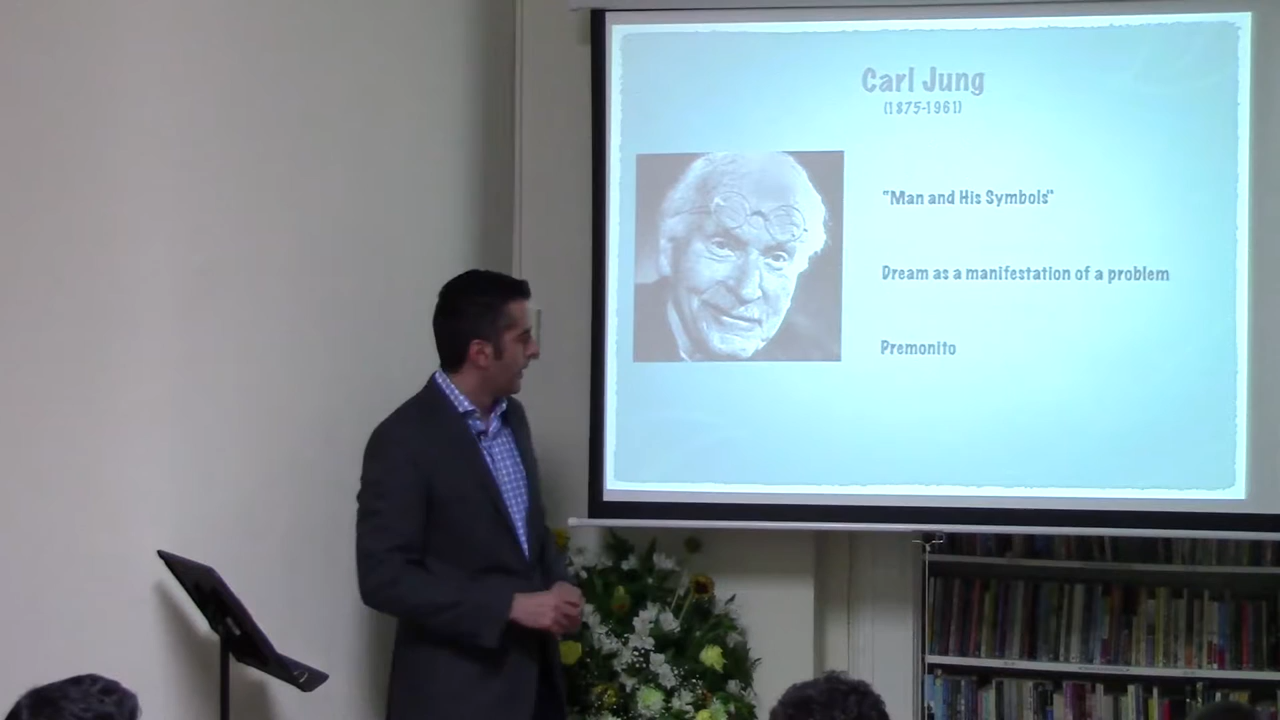 Carl Jung
(1875-1961)
"Man and His Symbols"
Dream as a manifestation of a problem
Premonito